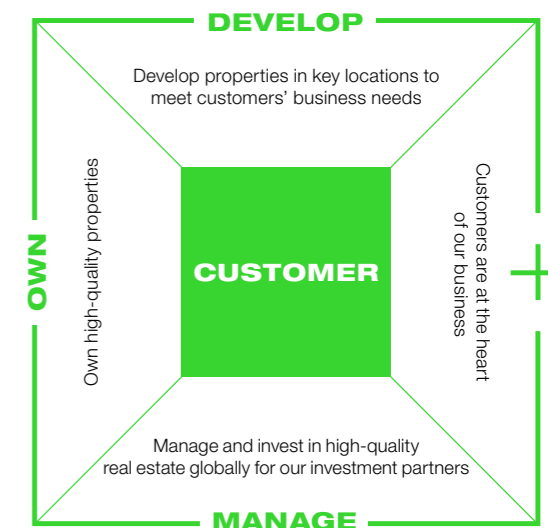 DEVELOP
Develop properties in key locations to
meet customers’ business needs
OWN
Own high-quality properties
CUSTOMER
Customers are at the heart
of our business
+
Manage and invest in high-quality
real estate globally for our investment partners
MANAGE